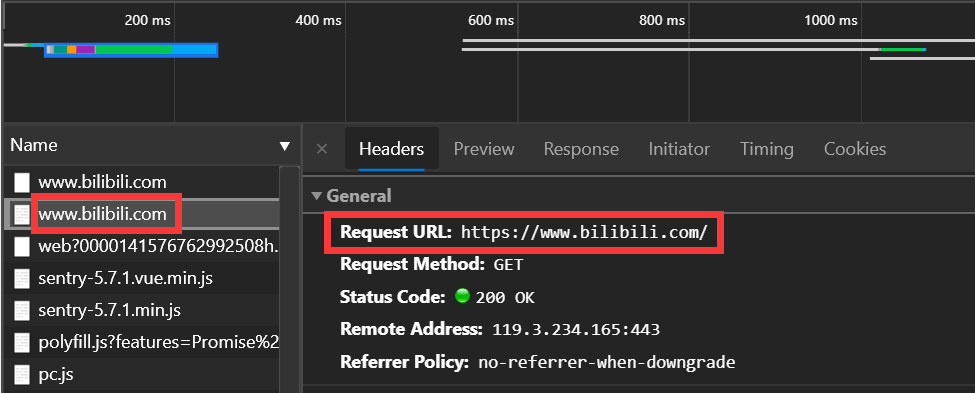 200 ms 400 ms 600 ms 800 ms 1000 ms
Name ▼
www.bilibili.com
www.bilibili.com
web?0000141576762992508h.
sentry-5.7.1.vue.min.js
sentry-5.7.1.min.js
polyfill.js?features=Promise%2
pc.js
× Headers Preview Response Initiator Timing Cookies
▼ General
Request URL: https://www.bilibili.com/
Request Method: GET
Status Code: 200 OK
Remote Address: 119.3.234.165:443
Referrer Policy: no-referrer-when-downgrade